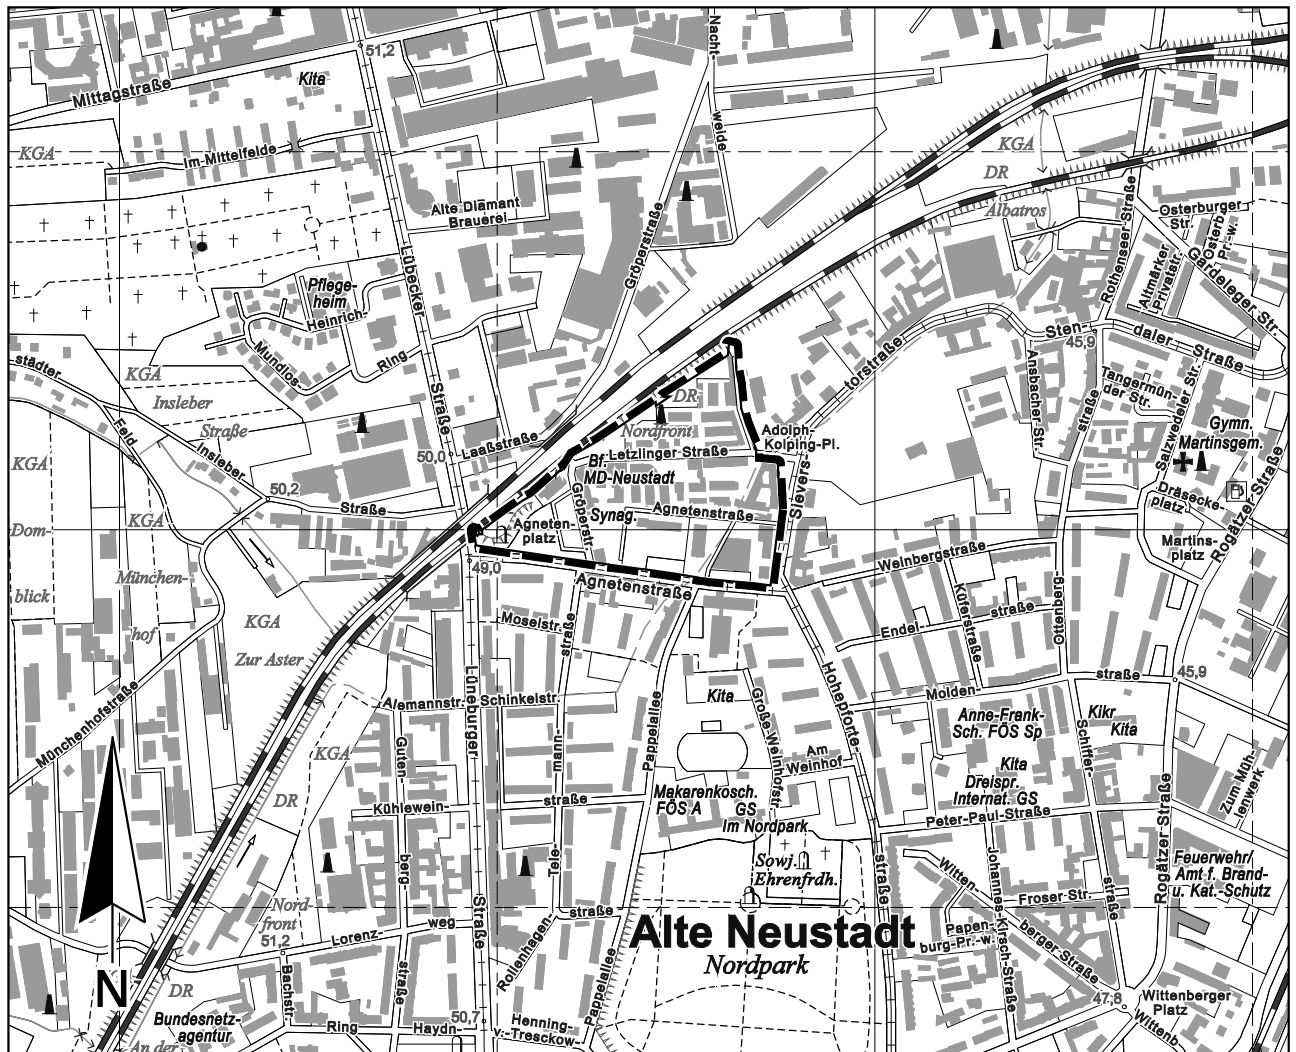 51,2
Nacht-
weide
Kita
Mittagstraße
Im-Mittelfelde
KGA
KGA
DR
Albatros
Alte Diamant
Brauerei
Osterburger
Str.
Osterb.
Pr.-w.
Altmärker
Privatstr.
Gardeleger Str.
Rothenseer Straße
Gröperstraße
Lübecker
Straße
Pflege-
heim
Heinrich-
Mundlos-
Ring
Sten-
daler
Straße
45,9
torstraße
städter
Feld
KGA
Insleber
Straße
Insleber
Straße
50,2
50,0
Laaßstraße
DR
Nordfront
Letzlinger Straße
Adolph-
Kolping-Pl.
Bf.
MD-Neustadt
Gröperstr.
Synag.
Agnetenstraße
Agneten-
platz
Agnetenstraße
49,0
Sievers-
Ansbacher-Str.
straße
Tangermün-
der Str.
Salzwedeler Str.
Gymn.
Martinsgem.
Dräsecke-
platz
Martins-
platz
Rogätzer-Straße
KGA
KGA
Dom-
blick
München-
hof
KGA
Zur Aster
Münchenhofstraße
Weinbergstraße
Küferstraße
Endel-
straße
Ottenberg-
Moselstr.
straße
Alemannstr.
Schinkelstr.
Lüneburger
Straße
Hohepforte-
straße
Molden-
straße
45,9
Kita
Große-Weinhofstr.
Am
Weinhof
Pappelallee
Anne-Frank-
Sch. FÖS Sp
Kikr
Kita
Schiffer-
straße
Kita
Dreispr.
Internat. GS
Peter-Paul-Straße
Zum-Müh-
lenwerk
KGA
DR
Guten-
berg-
straße
Kühlewein-
straße
mann-
Tele-
Makarenkosch.
FÖS A
GS
Im Nordpark
Sowj.
Ehrenfrdh.
Feuerwehr/
Amt f. Brand-
u. Kat.-Schutz
Rogätzer Straße
Witten-
berger Straße
Johannes-Kirsch-Straße
Froser Str.
Papen-
burg-Pr.-w.
Nord-
front
51,2
Lorenz-
weg
straße
Rollenhagen-
Alte Neustadt
Nordpark
Pappelallee
N
DR
Bachstr.
Bundesnetz-
agentur
An der
Ring
Haydn-
50,7
Henning-
v.-Tresckow-
47,8
Wittenberger
Platz
Wittenb.